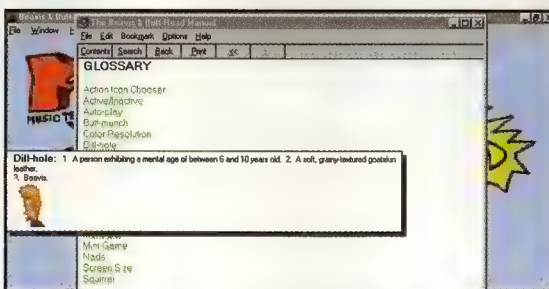 Beavis & Butt
File Window
The Beavis & Butt-Head Manual
File Edit Bookmark Options Help
Contents Search Back Print <<
GLOSSARY
Action Icon Chooser
Active/Inactive
Auto-play
Butt-munch
Color Resolution
Dill-hole
Dill-hole: 1 A person exhibiting a mental age of between 6 and 10 years old. 2. A soft, grainy-textured goatskin
leather.
3. Beavis.
Mini-Game
Nads
Screen Size
Squirrel
MUSIC TE